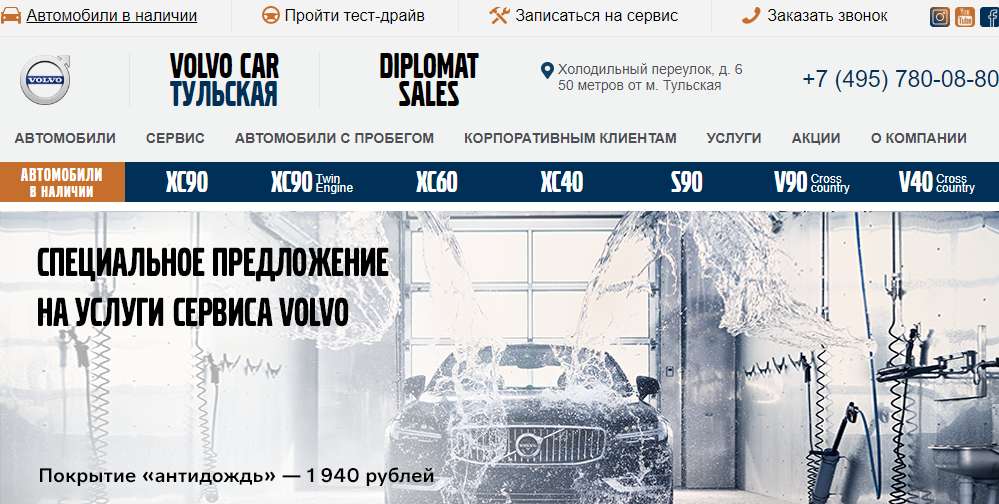 Автомобили в наличии
Пройти тест-драйв
Записаться на сервис
Заказать звонок
You Tube
VOLVO
VOLVO CAR
ТУЛЬСКАЯ
DIPLOMAT
SALES
Холодильный переулок, д. 6
50 метров от м. Тульская
+7 (495) 780-08-80
АВТОМОБИЛИ
СЕРВИС
АВТОМОБИЛИ С ПРОБЕГОМ
КОРПОРАТИВНЫМ КЛИЕНТАМ
УСЛУГИ
АКЦИИ
О КОМПАНИИ
АВТОМОБИЛИ
В НАЛИЧИИ
XC90
XC90 Twin Engine
XC60
XC40
S90
V90 Cross country
V40 Cross country
СПЕЦИАЛЬНОЕ ПРЕДЛОЖЕНИЕ
НА УСЛУГИ СЕРВИСА VOLVO
VOLVO
Покрытие «антидождь» — 1 940 рублей